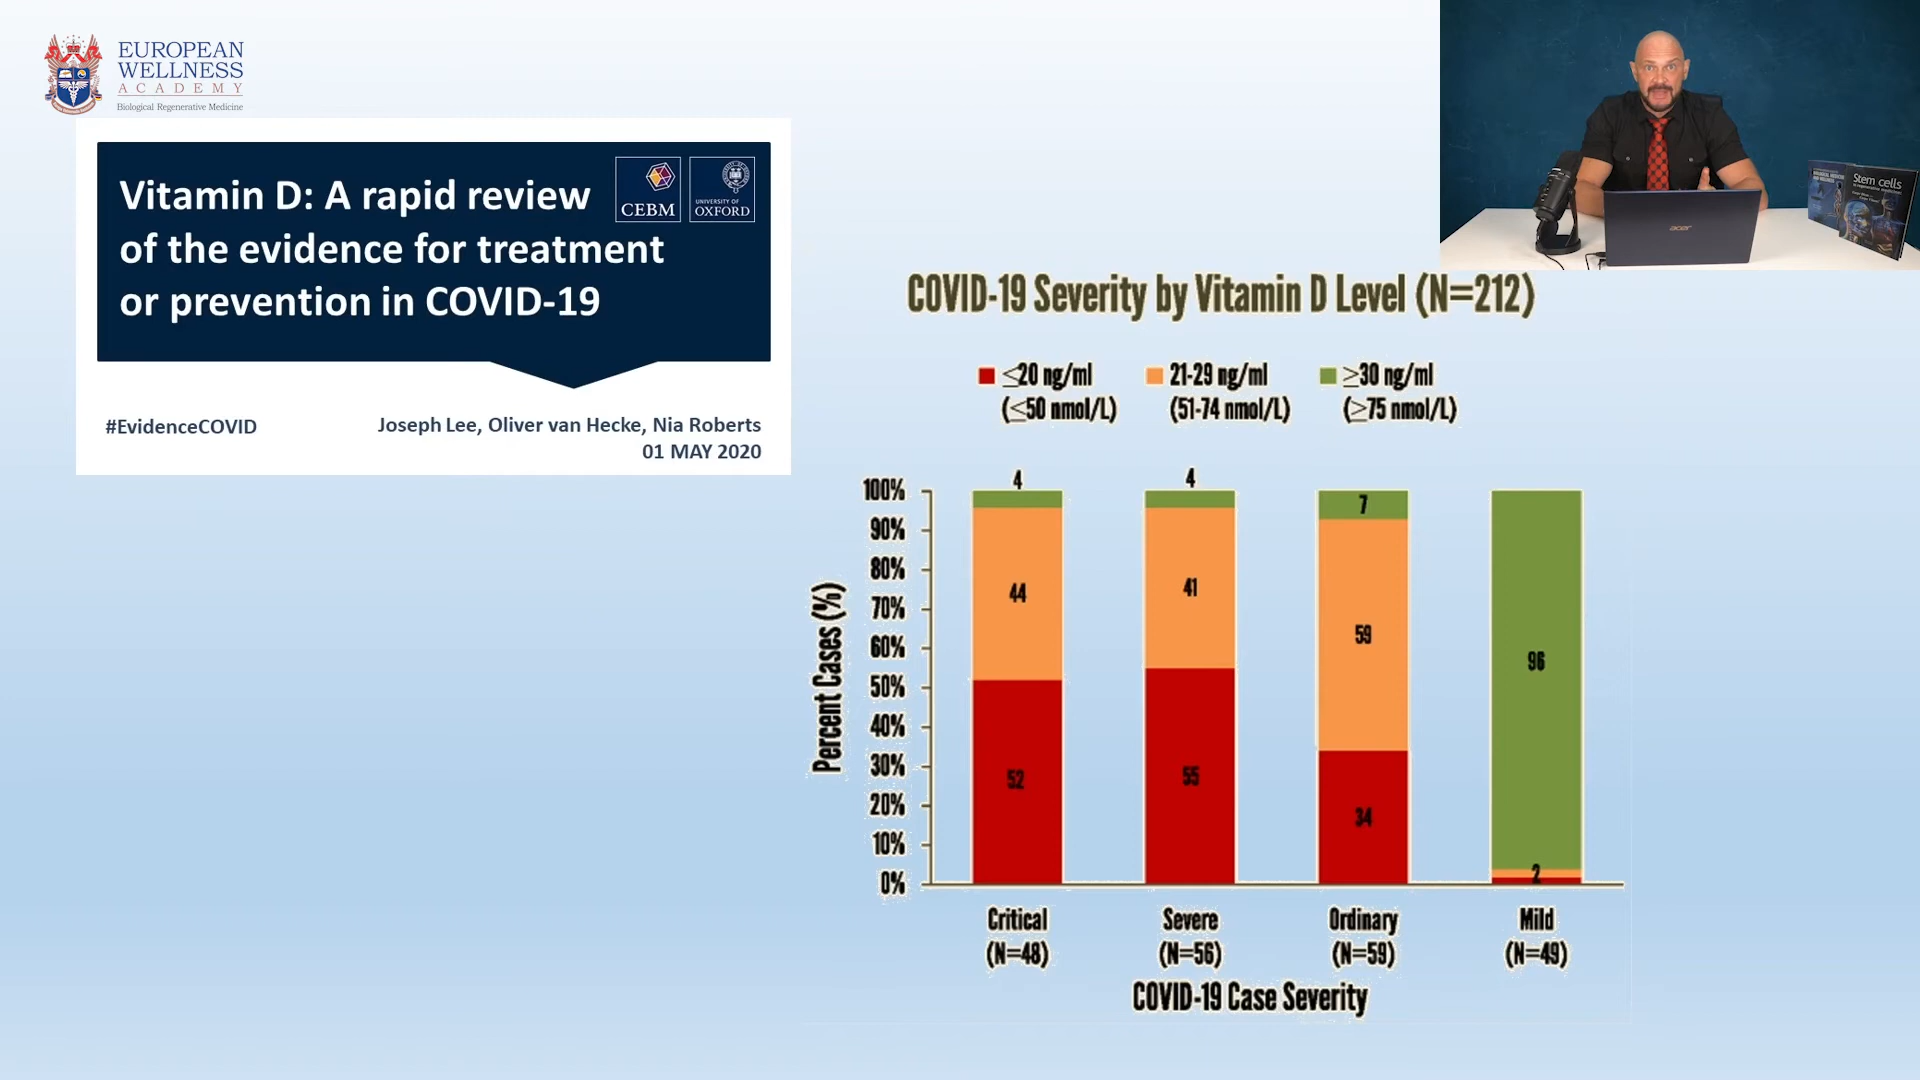 EUROPEAN
WELLNESS
ACADEMY
Biological Regenerative Medicine
Vitamin D: A rapid review
of the evidence for treatment
or prevention in COVID-19
CEBM
UNIVERSITY OF
OXFORD
#EvidenceCOVID
Joseph Lee, Oliver van Hecke, Nia Roberts
01 MAY 2020
Stem cells
acer
COVID-19 Severity by Vitamin D Level (N=212)
≤20 ng/ml
(≤50 nmol/L)
21-29 ng/ml
(51-74 nmol/L)
≥30 ng/ml
(≥75 nmol/L)
Percent Cases (%)
100%
90%
80%
70%
60%
50%
40%
30%
20%
10%
0%
4
44
52
4
41
55
7
59
34
96
2
Critical
(N=48)
Severe
(N=56)
Ordinary
(N=59)
Mild
(N=49)
COVID-19 Case Severity